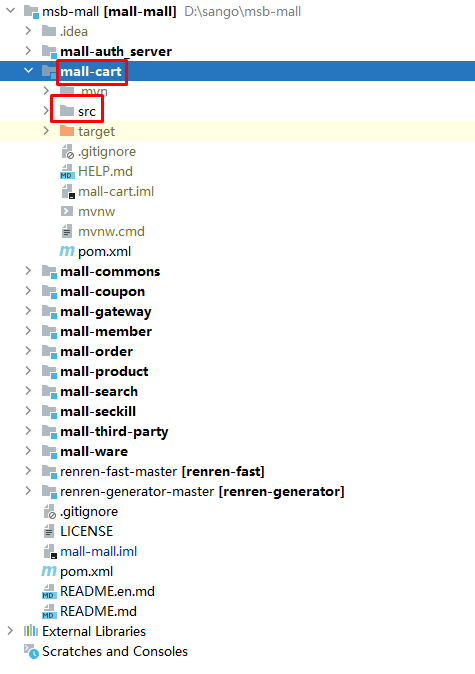 msb-mall [mall-mall] D:\sango\msb-mall
.idea
mall-auth_server
mall-cart
.mvn
src
target
.gitignore
HELP.md
mall-cart.iml
mvnw
mvnw.cmd
pom.xml
mall-commons
mall-coupon
mall-gateway
mall-member
mall-order
mall-product
mall-search
mall-seckill
mall-third-party
mall-ware
renren-fast-master [renren-fast]
renren-generator-master [renren-generator]
.gitignore
LICENSE
mall-mall.iml
pom.xml
README.en.md
README.md
External Libraries
Scratches and Consoles